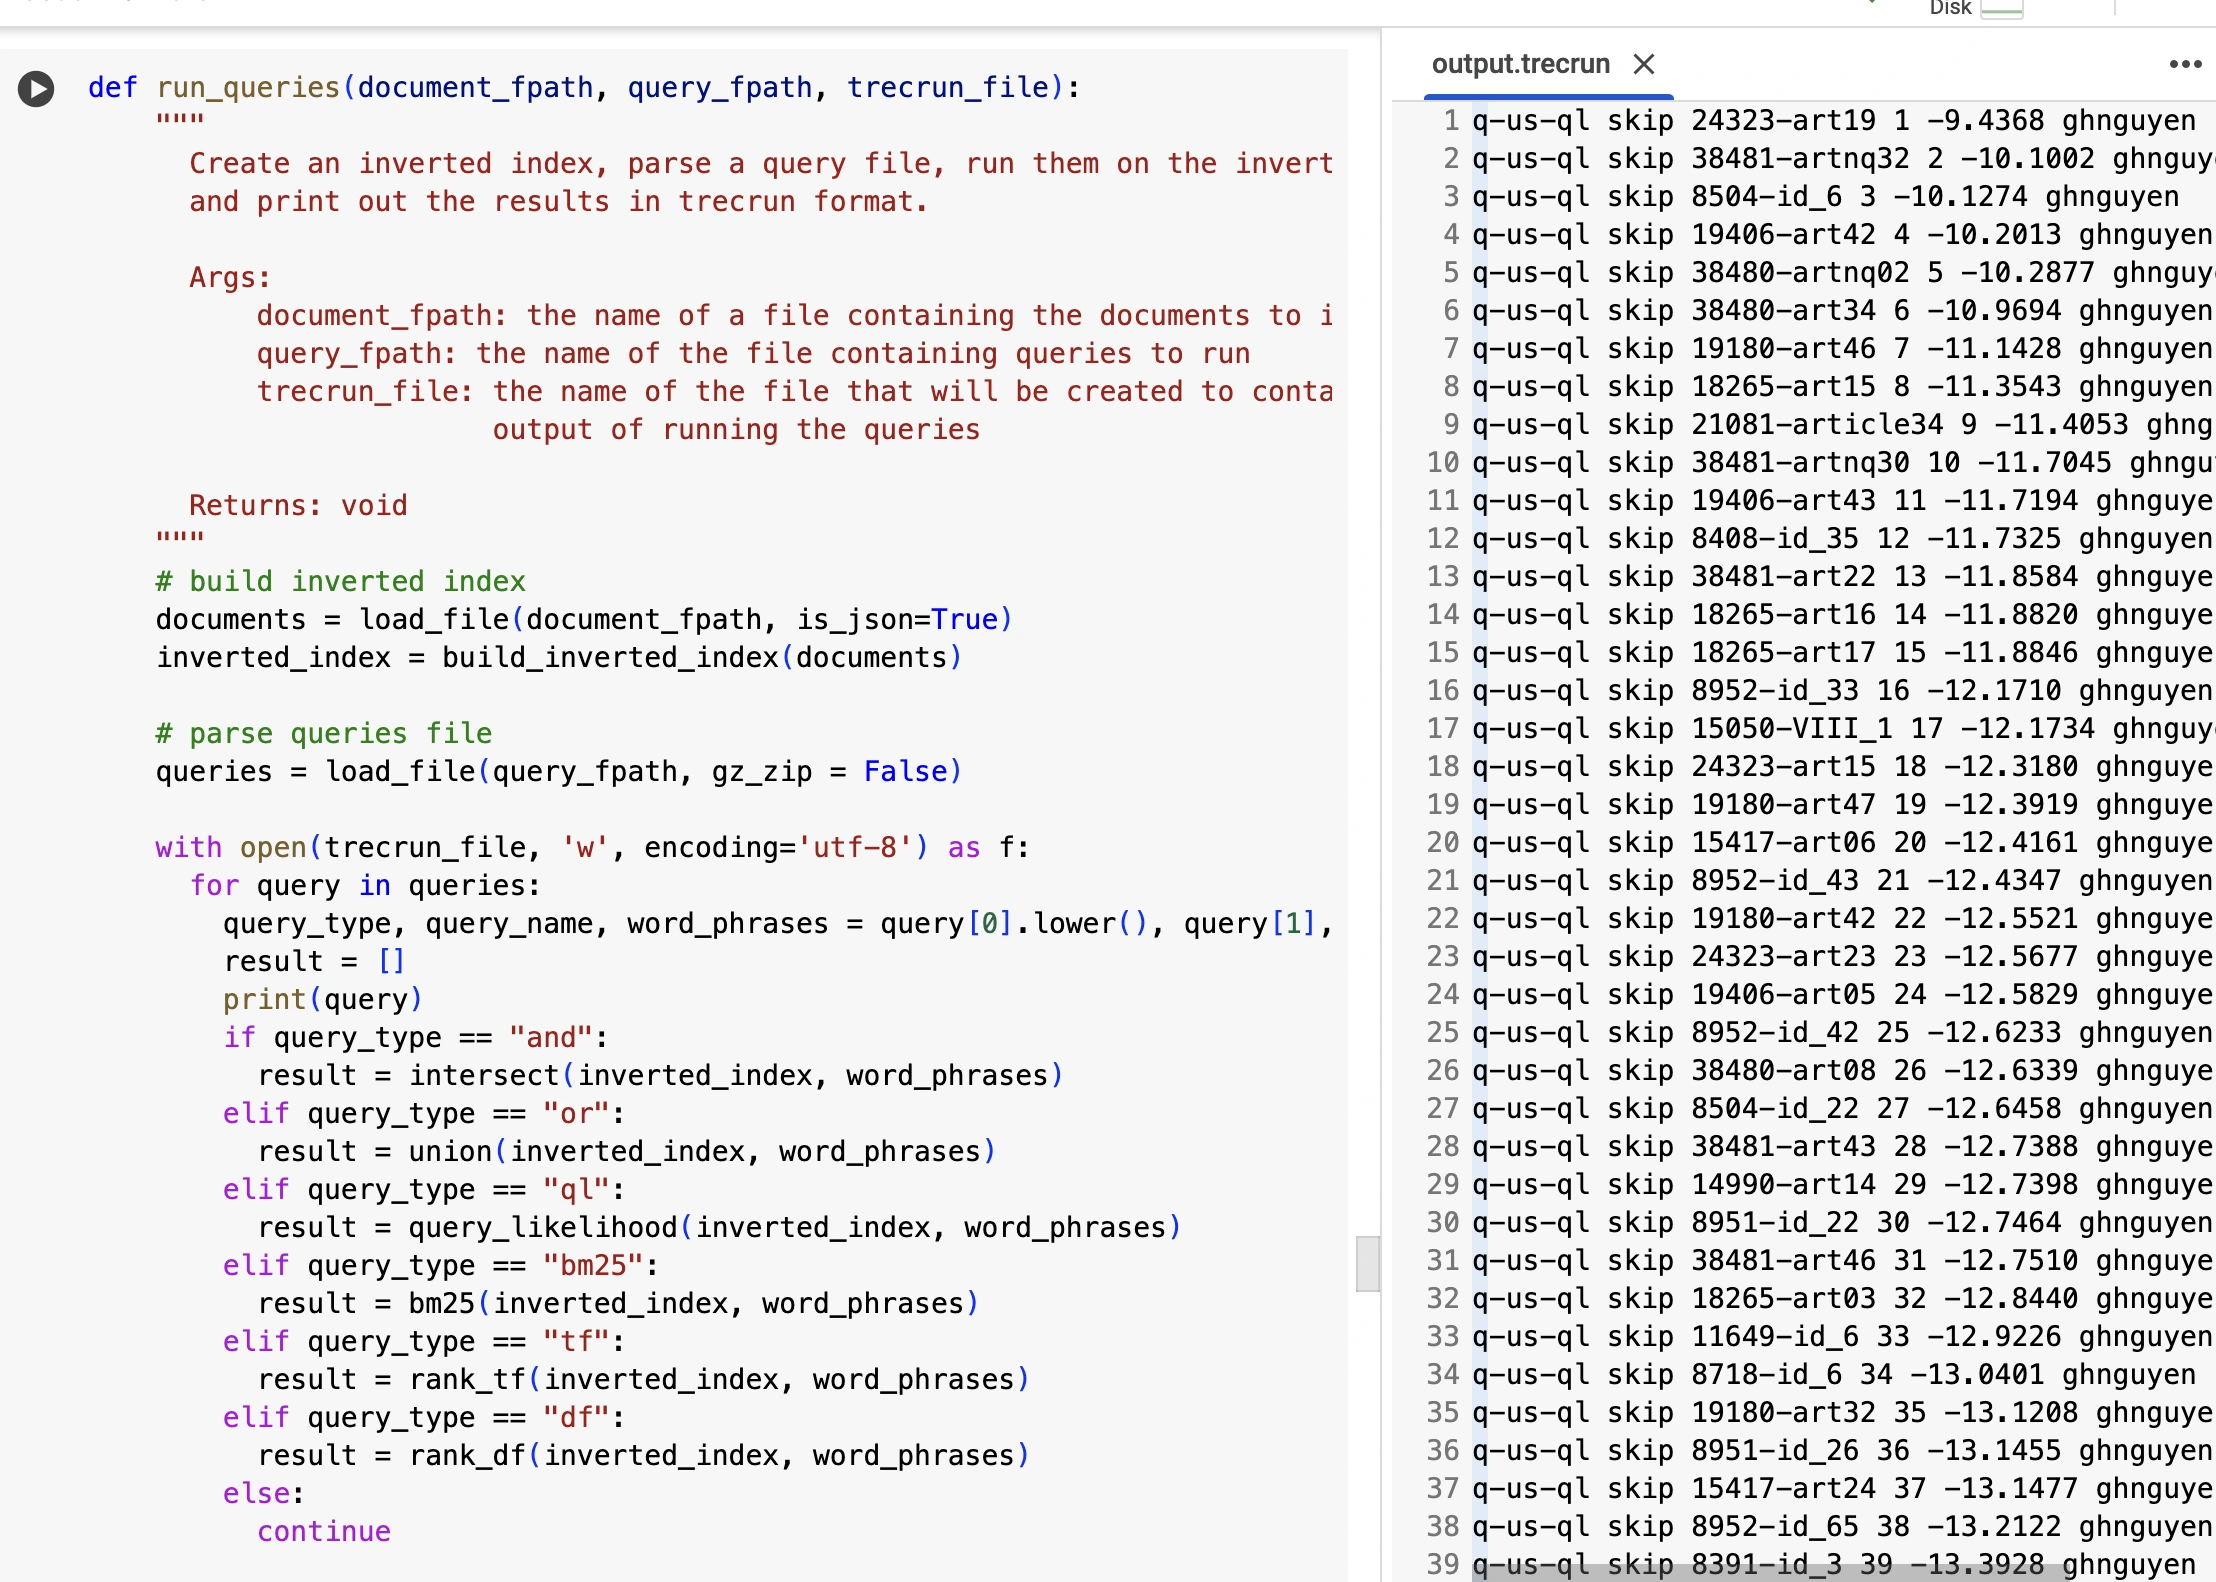 Disk
def run_queries(document_fpath, query_fpath, trecrun_file):
"""
Create an inverted index, parse a query file, run them on the invert
and print out the results in trecrun format.
Args:
document_fpath: the name of a file containing the documents to i
query_fpath: the name of the file containing queries to run
trecrun_file: the name of the file that will be created to conta
output of running the queries
Returns: void
"""
# build inverted index
documents = load_file(document_fpath, is_json=True)
inverted_index = build_inverted_index(documents)
# parse queries file
queries = load_file(query_fpath, gz_zip = False)
with open(trecrun_file, 'w', encoding='utf-8') as f:
for query in queries:
query_type, query_name, word_phrases = query[0].lower(), query[1],
result = []
print(query)
if query_type == "and":
result = intersect(inverted_index, word_phrases)
elif query_type == "or":
result = union(inverted_index, word_phrases)
elif query_type == "ql":
result = query_likelihood(inverted_index, word_phrases)
elif query_type == "bm25":
result = bm25(inverted_index, word_phrases)
elif query_type == "tf":
result = rank_tf(inverted_index, word_phrases)
elif query_type == "df":
result = rank_df(inverted_index, word_phrases)
else:
continue
output.trecrun
1 q-us-ql skip 24323-art19 1 -9.4368 ghnguyen
2 q-us-ql skip 38481-artnq32 2 -10.1002 ghnguy
3 q-us-ql skip 8504-id_6 3 -10.1274 ghnguyen
4 q-us-ql skip 19406-art42 4 -10.2013 ghnguyen
5 q-us-ql skip 38480-artnq02 5 -10.2877 ghnguy
6 q-us-ql skip 38480-art34 6 -10.9694 ghnguyen
7 q-us-ql skip 19180-art46 7 -11.1428 ghnguyen
8 q-us-ql skip 18265-art15 8 -11.3543 ghnguyen
9 q-us-ql skip 21081-article34 9 -11.4053 ghng
10 q-us-ql skip 38481-artnq30 10 -11.7045 ghngu
11 q-us-ql skip 19406-art43 11 -11.7194 ghnguye
12 q-us-ql skip 8408-id_35 12 -11.7325 ghnguyen
13 q-us-ql skip 38481-art22 13 -11.8584 ghnguye
14 q-us-ql skip 18265-art16 14 -11.8820 ghnguye
15 q-us-ql skip 18265-art17 15 -11.8846 ghnguye
16 q-us-ql skip 8952-id_33 16 -12.1710 ghnguyen
17 q-us-ql skip 15050-VIII_1 17 -12.1734 ghnguy
18 q-us-ql skip 24323-art15 18 -12.3180 ghnguye
19 q-us-ql skip 19180-art47 19 -12.3919 ghnguye
20 q-us-ql skip 15417-art06 20 -12.4161 ghnguye
21 q-us-ql skip 8952-id_43 21 -12.4347 ghnguyen
22 q-us-ql skip 19180-art42 22 -12.5521 ghnguye
23 q-us-ql skip 24323-art23 23 -12.5677 ghnguye
24 q-us-ql skip 19406-art05 24 -12.5829 ghnguye
25 q-us-ql skip 8952-id_42 25 -12.6233 ghnguyen
26 q-us-ql skip 38480-art08 26 -12.6339 ghnguye
27 q-us-ql skip 8504-id_22 27 -12.6458 ghnguyen
28 q-us-ql skip 38481-art43 28 -12.7388 ghnguye
29 q-us-ql skip 14990-art14 29 -12.7398 ghnguye
30 q-us-ql skip 8951-id_22 30 -12.7464 ghnguyen
31 q-us-ql skip 38481-art46 31 -12.7510 ghnguye
32 q-us-ql skip 18265-art03 32 -12.8440 ghnguye
33 q-us-ql skip 11649-id_6 33 -12.9226 ghnguyen
34 q-us-ql skip 8718-id_6 34 -13.0401 ghnguyen
35 q-us-ql skip 19180-art32 35 -13.1208 ghnguye
36 q-us-ql skip 8951-id_26 36 -13.1455 ghnguyen
37 q-us-ql skip 15417-art24 37 -13.1477 ghnguye
38 q-us-ql skip 8952-id_65 38 -13.2122 ghnguyen
39 q-us-ql skip 8391-id_3 39 -13.3928 ghnguyen